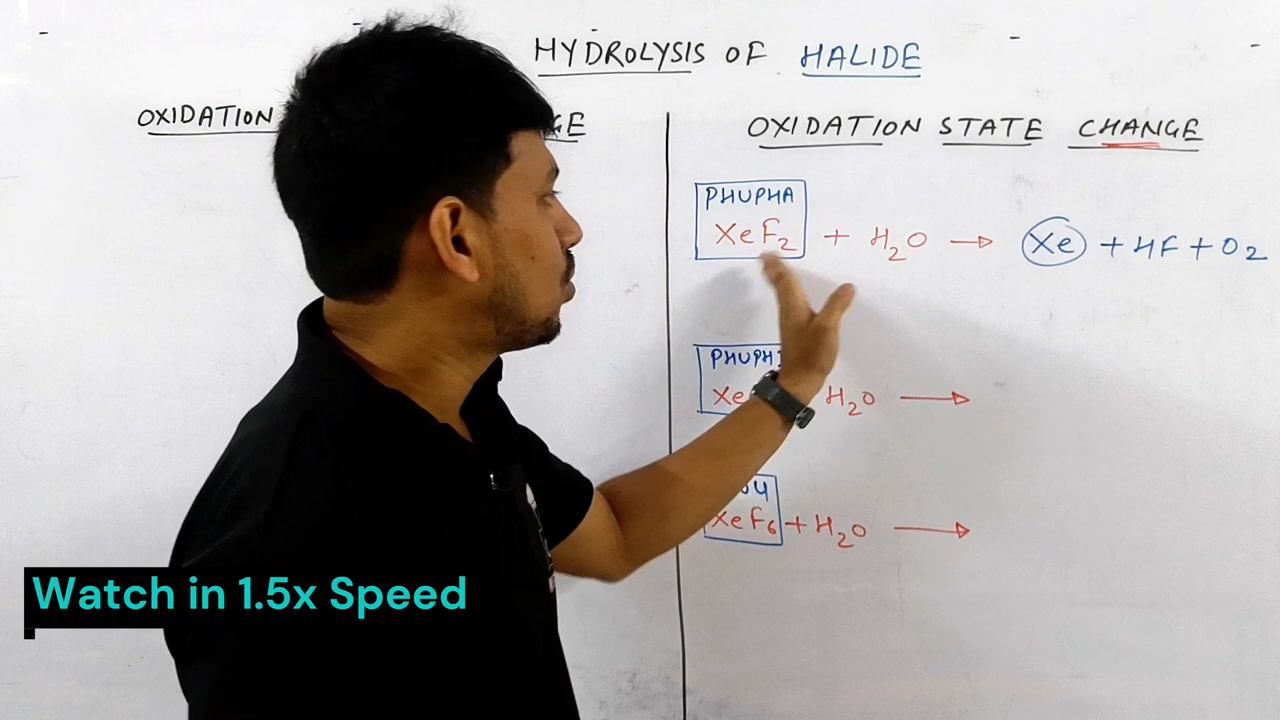 HYDROLYSIS OF HALIDE
OXIDATION
OXIDATION STATE CHANGE
PHUPHA
XeF₂ + H₂O → Xe + HF + O₂
H₂O →
XeF₆ + H₂O →
Watch in 1.5x Speed